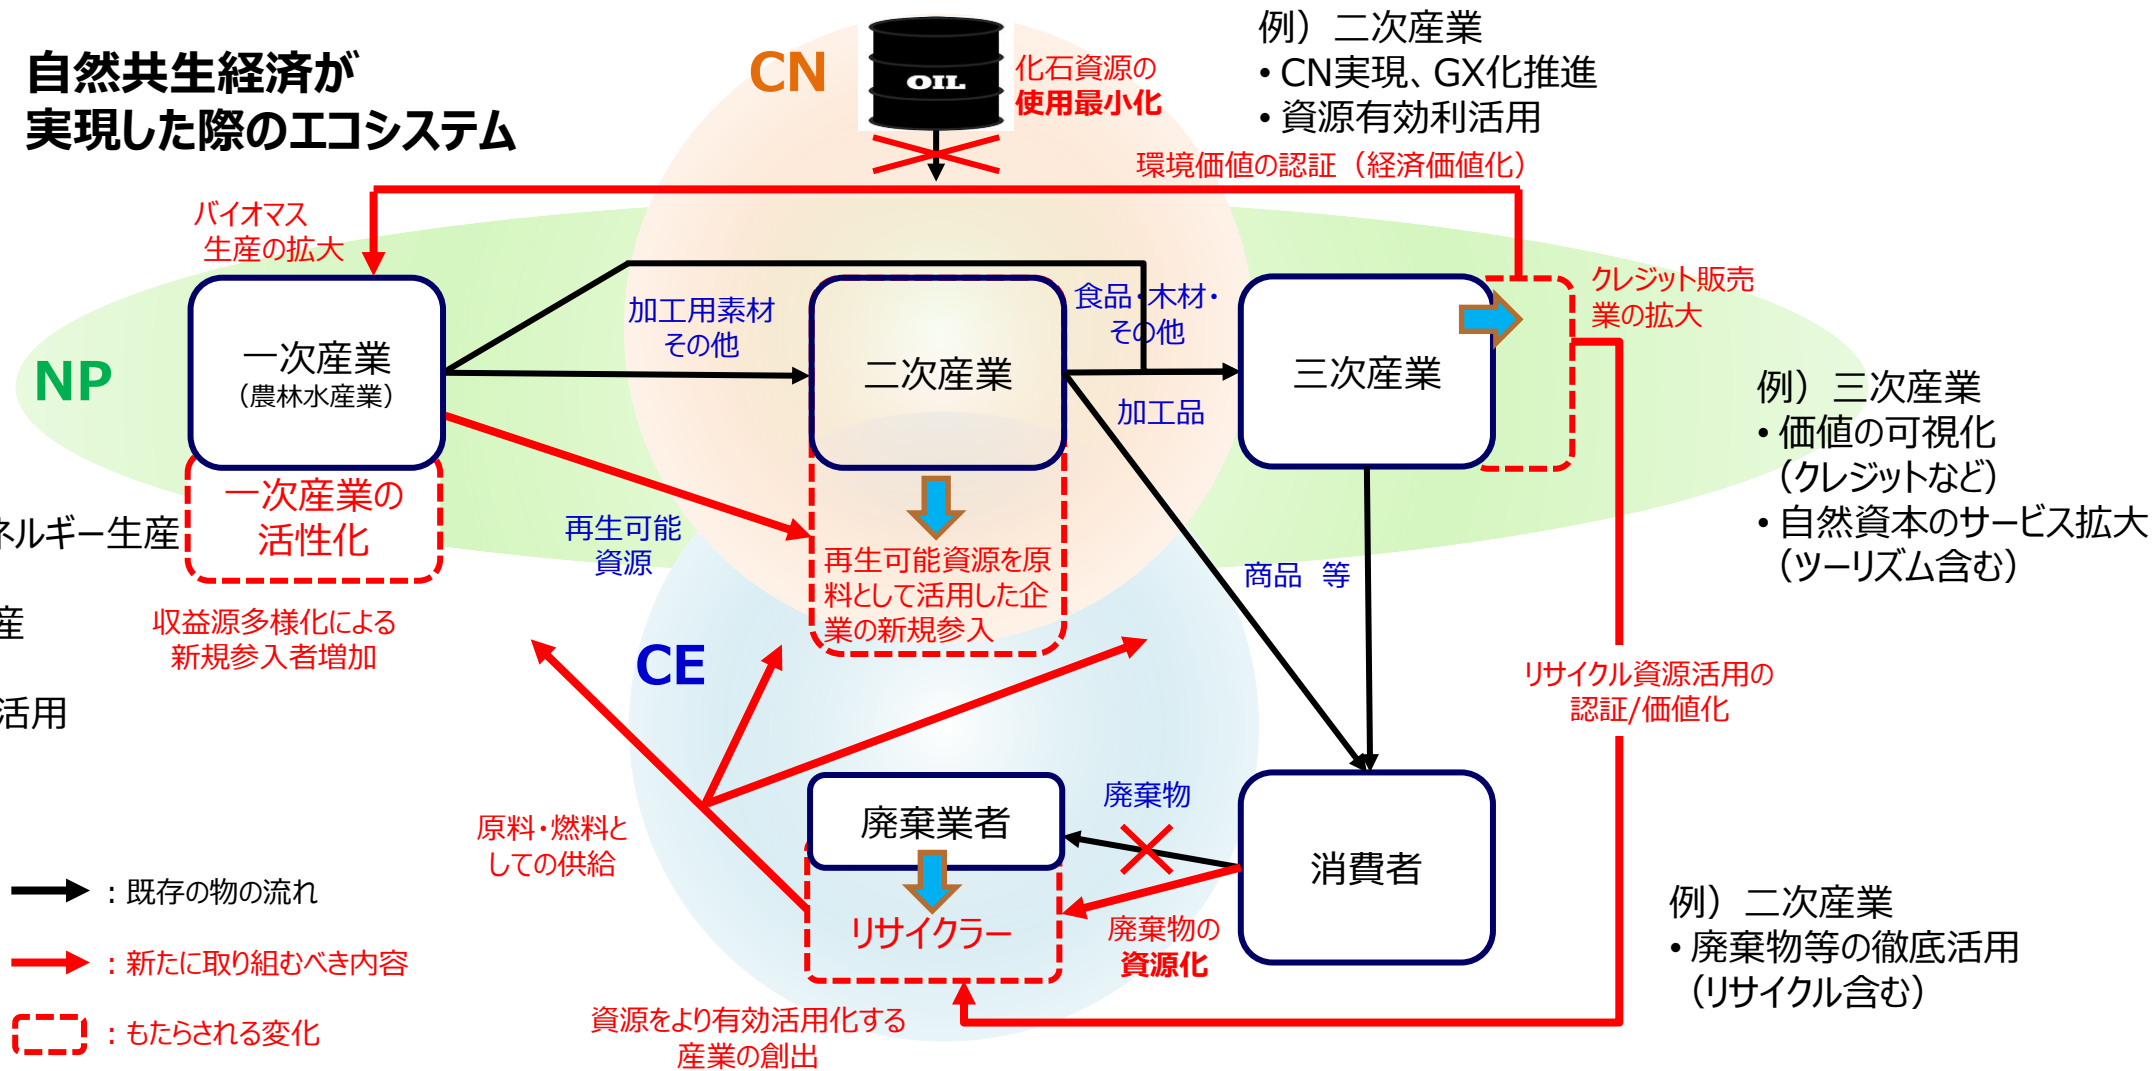 自然共生経済が
実現した際のエコシステム
CN
OIL
化石資源の
使用最小化
例）二次産業
• CN実現、GX化推進
• 資源有効利活用
環境価値の認証（経済価値化）
バイオマス
生産の拡大
NP
一次産業
（農林水産業）
加工用素材
その他
二次産業
食品・木材・
その他
加工品
三次産業
クレジット販売
業の拡大
例）三次産業
• 価値の可視化
（クレジットなど）
• 自然資本のサービス拡大
（ツーリズム含む）
一次産業の
活性化
ネルギー生産
産
活用
収益源多様化による
新規参入者増加
再生可能
資源
再生可能資源を原
料として活用した企
業の新規参入
商品　等
CE
リサイクル資源活用の
認証/価値化
原料・燃料と
しての供給
廃棄業者
廃棄物
リサイクラー
廃棄物の
資源化
消費者
例）二次産業
• 廃棄物等の徹底活用
（リサイクル含む）
資源をより有効活用化する
産業の創出
：既存の物の流れ
：新たに取り組むべき内容
：もたらされる変化